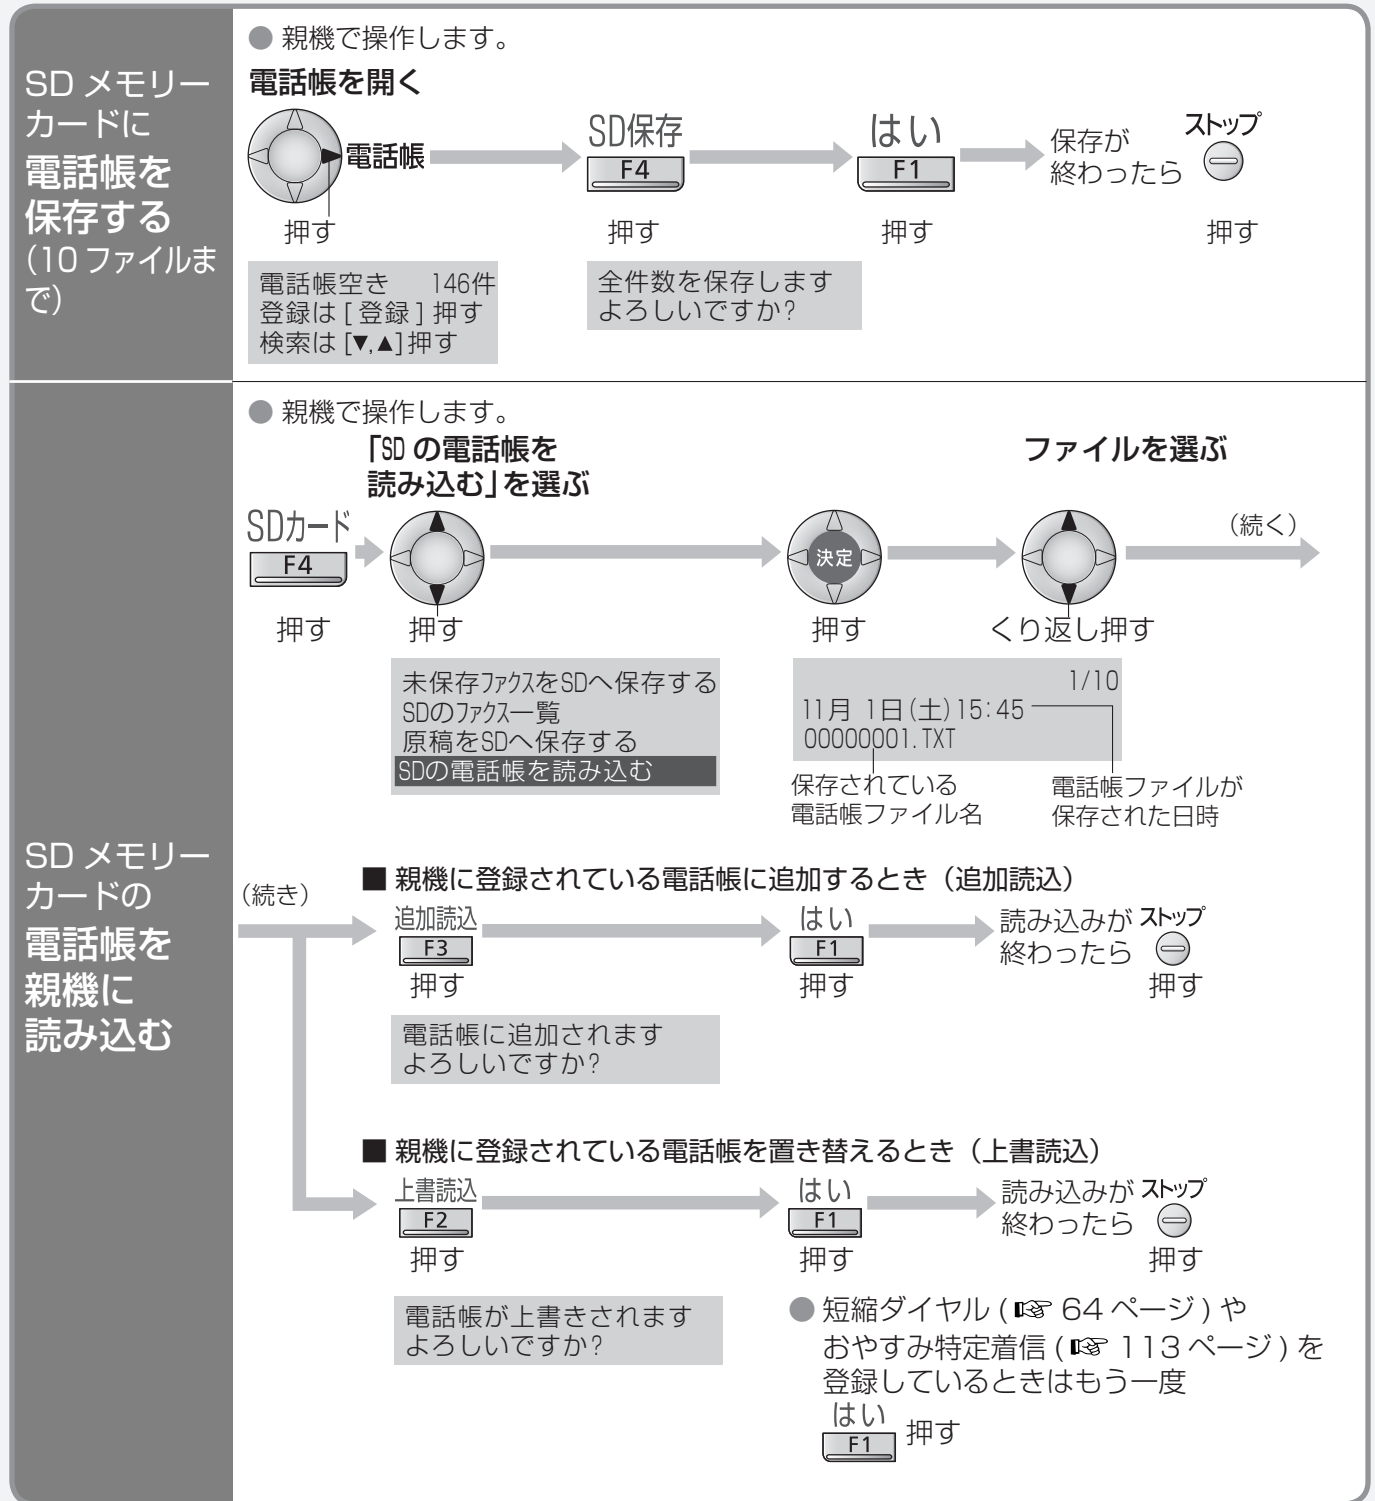 SD メモリー
カードに
電話帳を
保存する
(10 ファイルま
で)
● 親機で操作します。
電話帳を開く
電話帳
押す
SD保存
F4
押す
はい
F1
押す
保存が
終わったら
ストップ
押す
電話帳空き 146件
登録は [ 登録 ] 押す
検索は [▼,▲] 押す
全件数を保存します
よろしいですか?
SD メモリー
カードの
電話帳を
親機に
読み込む
● 親機で操作します。
「SD の電話帳を
読み込む」を選ぶ
ファイルを選ぶ
SDカード
F4
押す
押す
決定
押す
くり返し押す
(続く)
未保存ファクスをSDへ保存する
SDのファクス一覧
原稿をSDへ保存する
SDの電話帳を読み込む
1/10
11月 1日(土)15:45
00000001.TXT
保存されている
電話帳ファイル名
電話帳ファイルが
保存された日時
(続き)
■ 親機に登録されている電話帳に追加するとき(追加読込)
追加読込
F3
押す
はい
F1
押す
読み込みが
終わったら
ストップ
押す
電話帳に追加されます
よろしいですか?
■ 親機に登録されている電話帳を置き替えるとき(上書読込)
上書読込
F2
押す
はい
F1
押す
読み込みが
終わったら
ストップ
押す
電話帳が上書きされます
よろしいですか?
● 短縮ダイヤル ( ☞ 64 ページ ) や
おやすみ特定着信 ( ☞ 113 ページ ) を
登録しているときはもう一度
はい
F1
押す